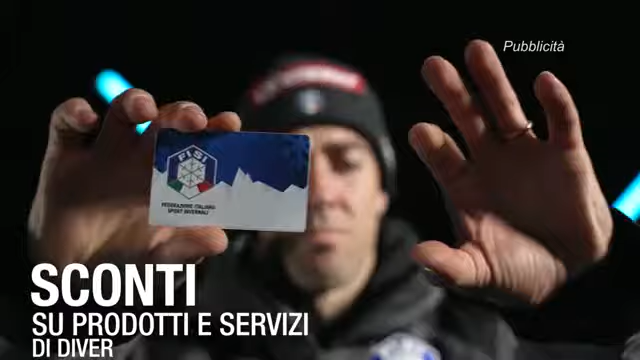 Pubblicità
FISI
FEDERAZIONE ITALIANA
SPORT INVERNALI
SCONTI
SU PRODOTTI E SERVIZI
DI DIVER